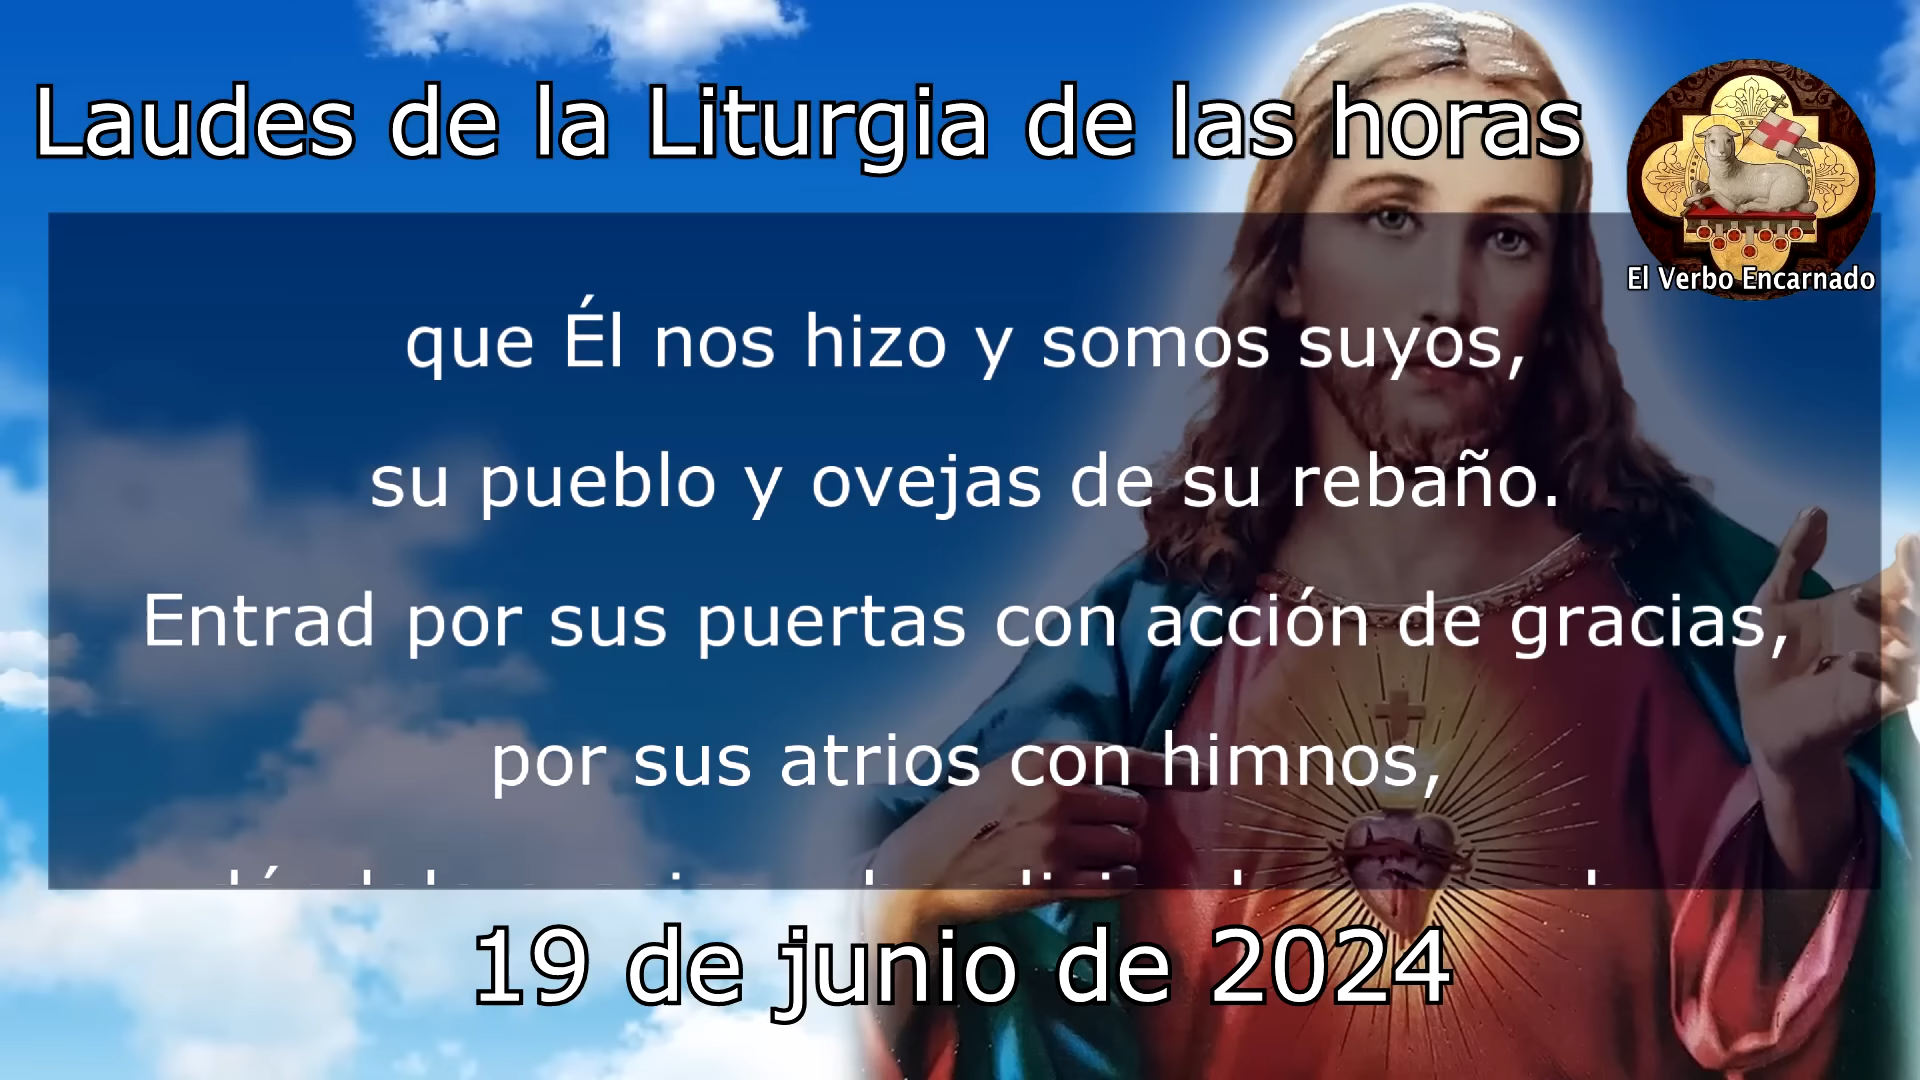 Laudes de la Liturgia de las horas
El Verbo Encarnado
que Él nos hizo y somos suyos,
su pueblo y ovejas de su rebaño.
Entrad por sus puertas con acción de gracias,
por sus atrios con himnos,
19 de junio de 2024